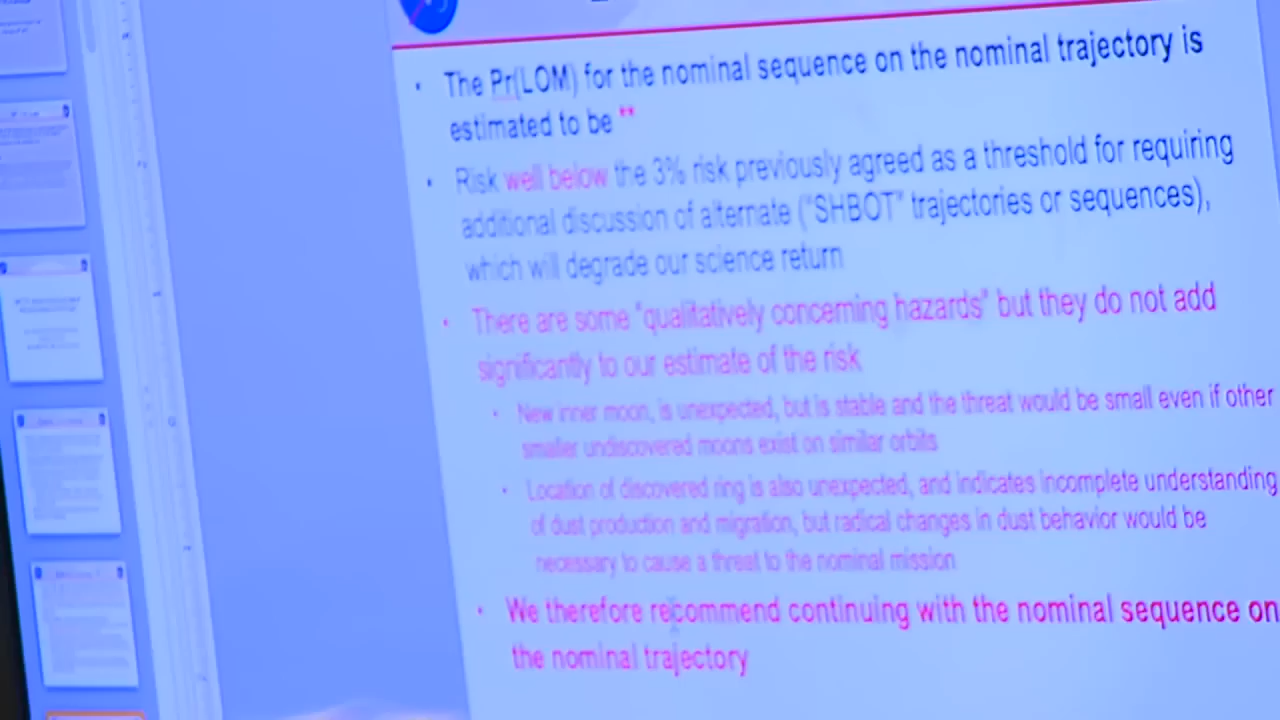 • The Pr(LOM) for the nominal sequence on the nominal trajectory is
estimated to be **
• Risk well below the 3% risk previously agreed as a threshold for requiring
additional discussion of alternate ("SHBOT" trajectories or sequences),
which will degrade our science return
• There are some "qualitatively concerning hazards" but they do not add
significantly to our estimate of the risk
• New inner moon, is unexpected, but is stable and the threat would be small even if other
smaller undiscovered moons exist on similar orbits
• Location of discovered ring is also unexpected, and indicates incomplete understanding
of dust production and migration, but radical changes in dust behavior would be
necessary to cause a threat to the nominal mission
• We therefore recommend continuing with the nominal sequence on
the nominal trajectory